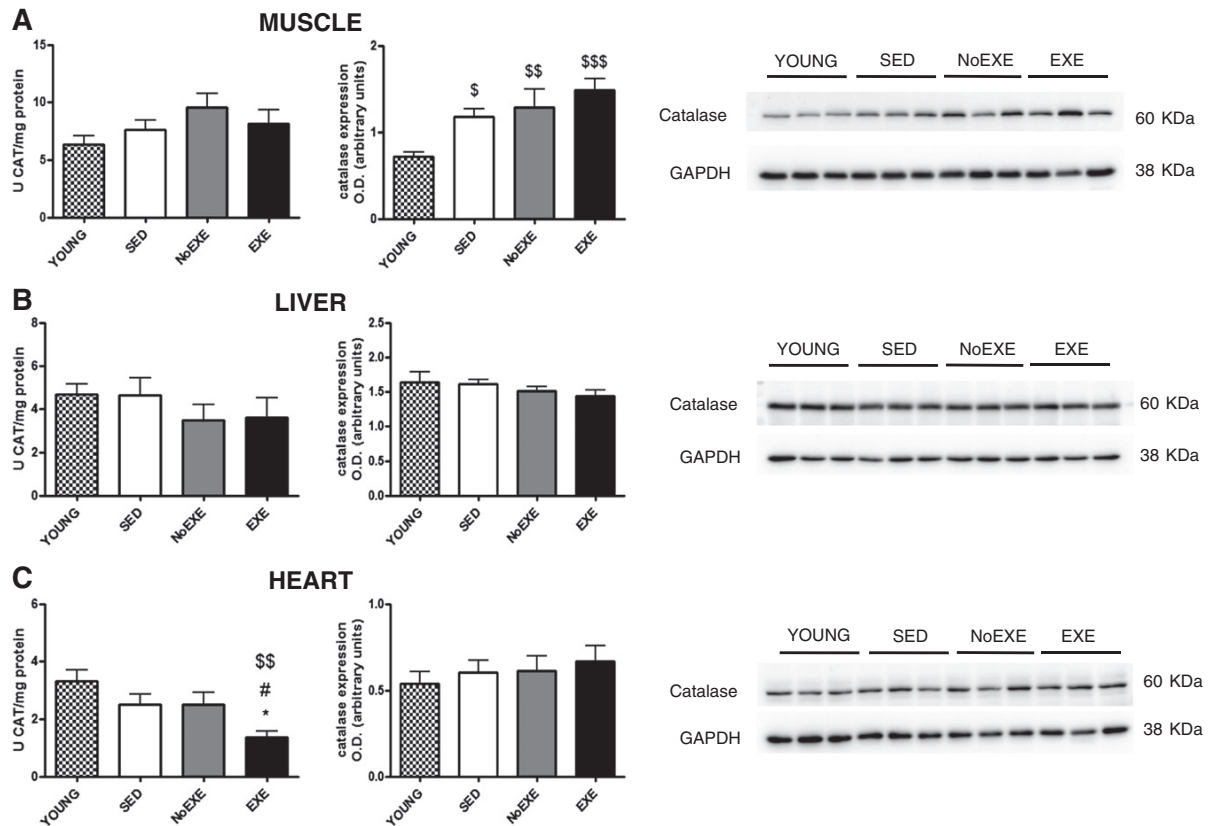 A
MUSCLE
U CAT/mg protein
15
10
5
0
YOUNG
SED
NoEXE
EXE
catalase expression
O.D. (arbitrary units)
2
1
0
$
$$
$$$
YOUNG
SED
NoEXE
EXE
YOUNG SED NoEXE EXE
Catalase
60 KDa
GAPDH
38 KDa
B
LIVER
U CAT/mg protein
8
6
4
2
0
YOUNG
SED
NoEXE
EXE
catalase expression
O.D. (arbitrary units)
2.5
2.0
1.5
1.0
0.5
0.0
YOUNG
SED
NoEXE
EXE
YOUNG SED NoEXE EXE
Catalase
60 KDa
GAPDH
38 KDa
C
HEART
U CAT/mg protein
6
4
2
0
$$
#
*
YOUNG
SED
NoEXE
EXE
catalase expression
O.D. (arbitrary units)
1.0
0.5
0.0
YOUNG
SED
NoEXE
EXE
YOUNG SED NoEXE EXE
Catalase
60 KDa
GAPDH
38 KDa